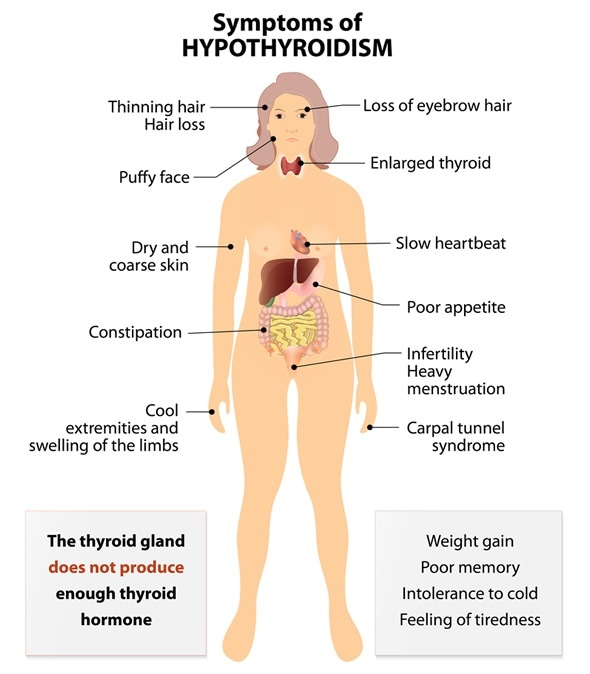 Symptoms of
HYPOTHYROIDISM
Thinning hair
Hair loss
Loss of eyebrow hair
Puffy face
Enlarged thyroid
Dry and
coarse skin
Slow heartbeat
Poor appetite
Constipation
Infertility
Heavy
menstruation
Cool
extremities and
swelling of the limbs
Carpal tunnel
syndrome
The thyroid gland
does not produce
enough thyroid
hormone
Weight gain
Poor memory
Intolerance to cold
Feeling of tiredness